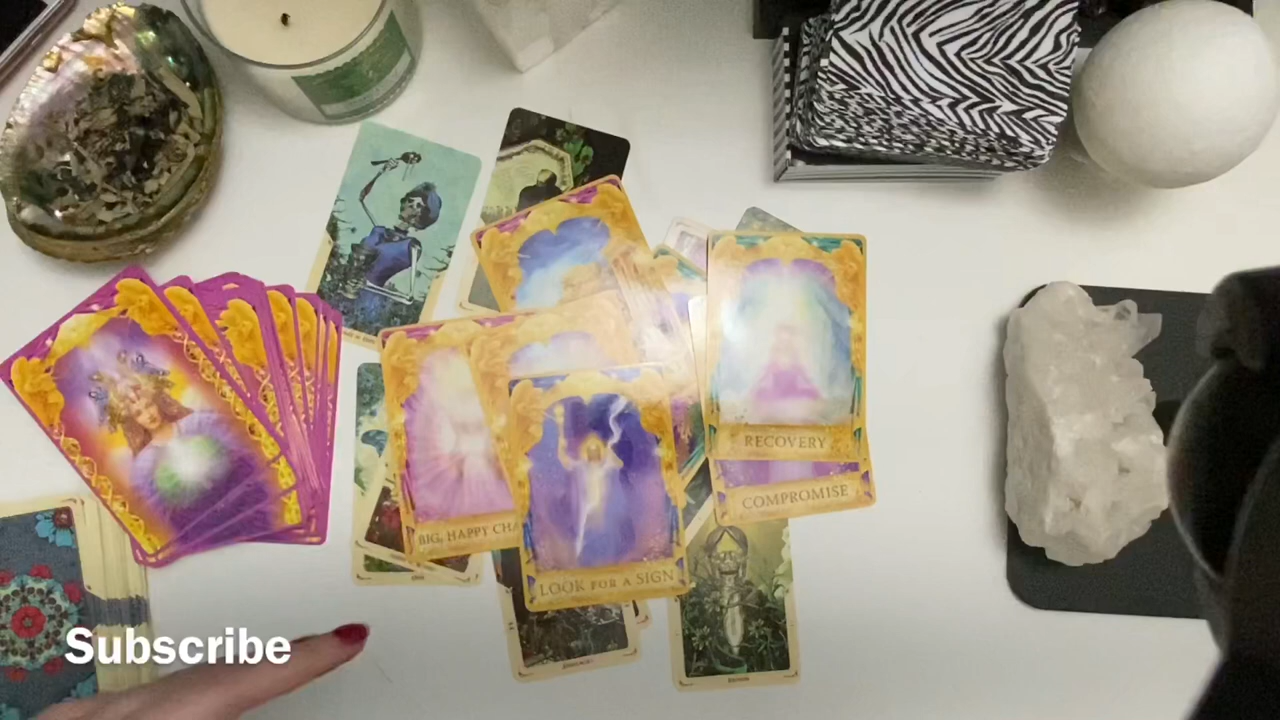 RECOVERY
COMPROMISE
BIG, HAPPY CHA
LOOK FOR A SIGN
Subscribe